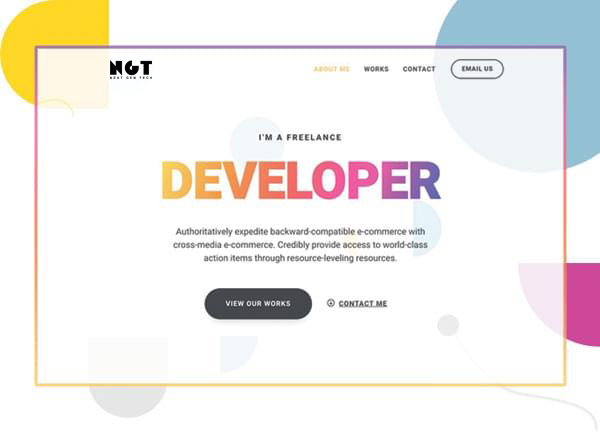 NGT
NEXT GEN TECH
ABOUT ME WORKS CONTACT EMAIL US
I'M A FREELANCE
DEVELOPER
Authoritatively expedite backward-compatible e-commerce with
cross-media e-commerce. Credibly provide access to world-class
action items through resource-leveling resources.
VIEW OUR WORKS CONTACT ME